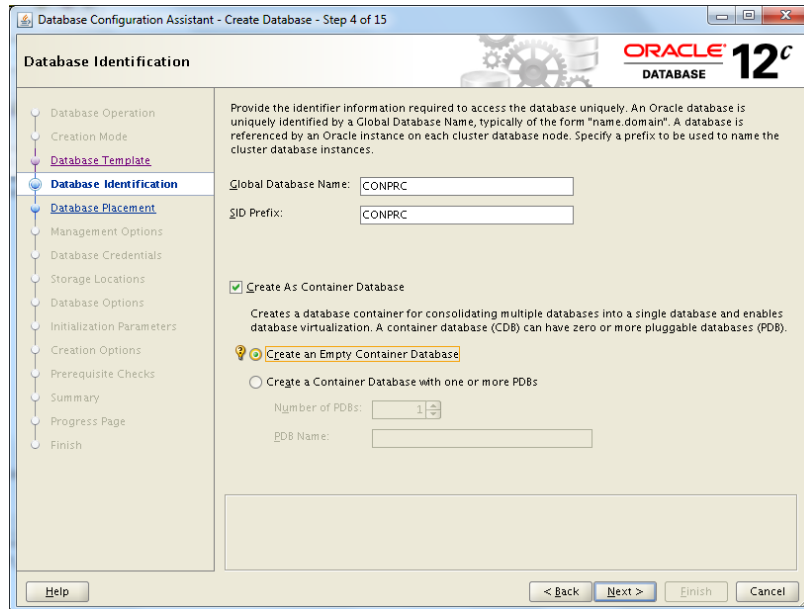 Database Configuration Assistant - Create Database - Step 4 of 15
Database Identification
ORACLE
DATABASE
12c
Database Operation
Creation Mode
Database Template
Database Identification
Database Placement
Management Options
Database Credentials
Storage Locations
Database Options
Initialization Parameters
Creation Options
Prerequisite Checks
Summary
Progress Page
Finish
Provide the identifier information required to access the database uniquely. An Oracle database is
uniquely identified by a Global Database Name, typically of the form "name.domain". A database is
referenced by an Oracle instance on each cluster database node. Specify a prefix to be used to name the
cluster database instances.
Global Database Name: CONPRC
SID Prefix: CONPRC
Create As Container Database
Creates a database container for consolidating multiple databases into a single database and enables
database virtualization. A container database (CDB) can have zero or more pluggable databases (PDB).
Create an Empty Container Database
Create a Container Database with one or more PDBs
Number of PDBs: 1
PDB Name:
Help
< Back
Next >
Finish
Cancel